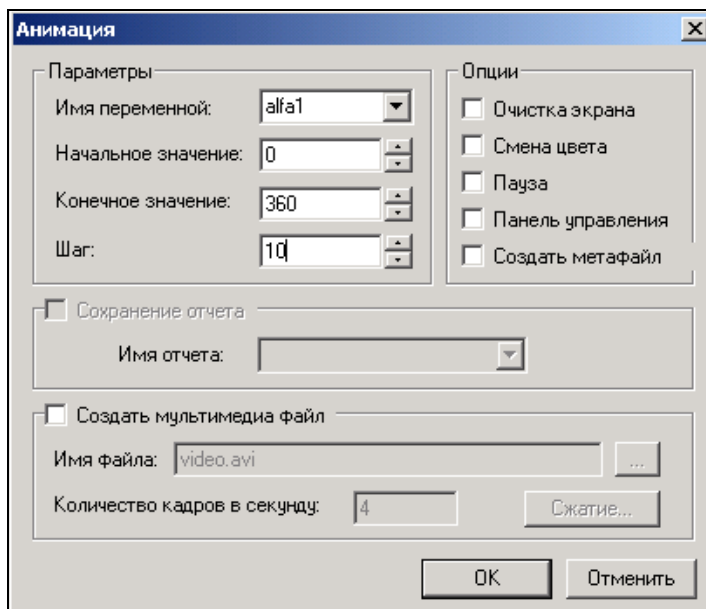 Анимация
Параметры
Имя переменной: alfa1
Начальное значение: 0
Конечное значение: 360
Шаг: 10
Опции
Очистка экрана
Смена цвета
Пауза
Панель управления
Создать метафайл
Сохранение отчета
Имя отчета:
Создать мультимедиа файл
Имя файла: video.avi ...
Количество кадров в секунду: 4 Сжатие...
OK Отменить